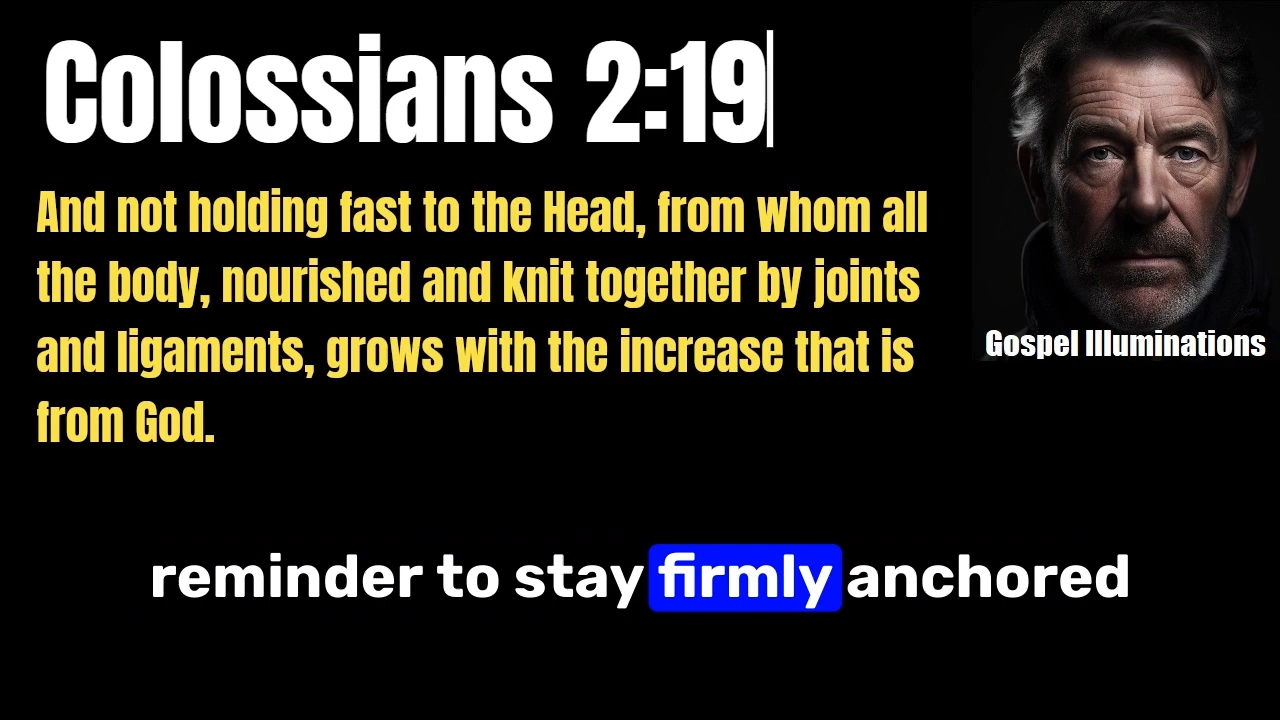 Colossians 2:19
And not holding fast to the Head, from whom all
the body, nourished and knit together by joints
and ligaments, grows with the increase that is
from God.
Gospel Illuminations
reminder to stay firmly anchored